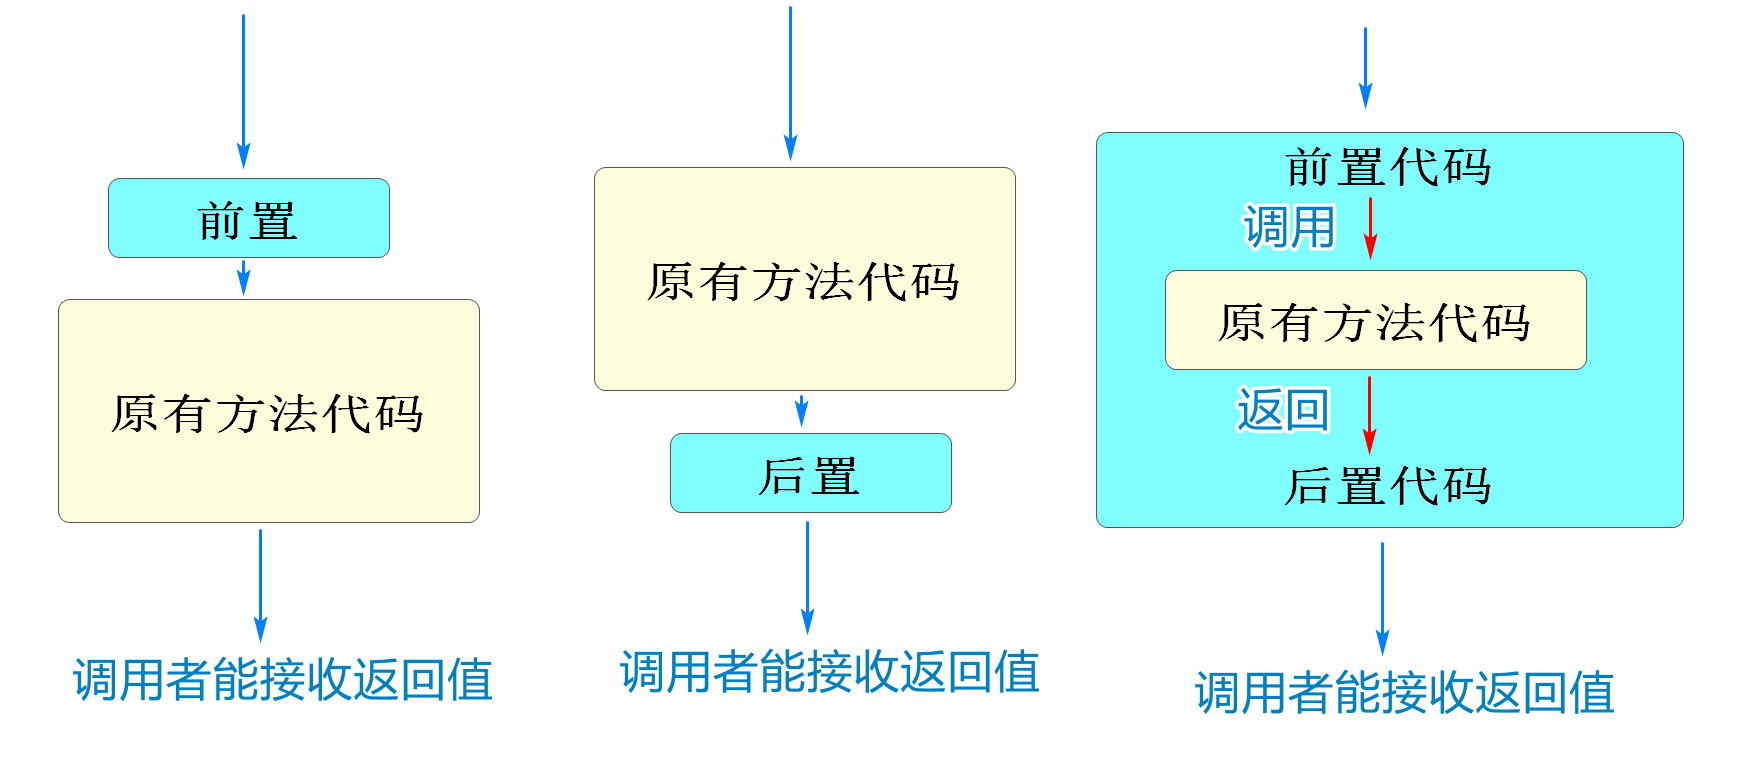 前置
原有方法代码
调用者能接收返回值
原有方法代码
后置
调用者能接收返回值
前置代码
调用
原有方法代码
返回
后置代码
调用者能接收返回值